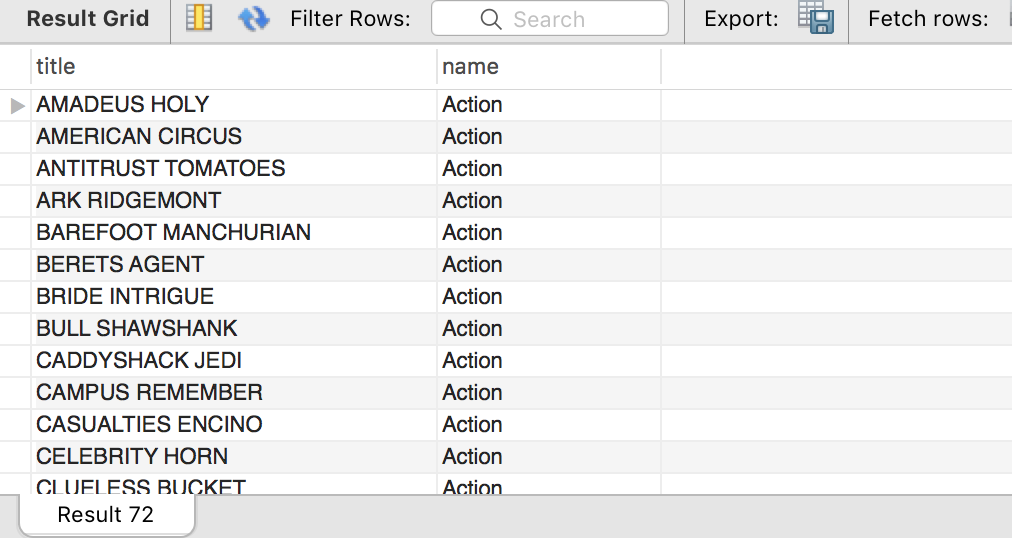 Result Grid Filter Rows: Search Export: Fetch rows:
title name
AMADEUS HOLY Action
AMERICAN CIRCUS Action
ANTITRUST TOMATOES Action
ARK RIDGEMONT Action
BAREFOOT MANCHURIAN Action
BERETS AGENT Action
BRIDE INTRIGUE Action
BULL SHAWSHANK Action
CADDYSHACK JEDI Action
CAMPUS REMEMBER Action
CASUALTIES ENCINO Action
CELEBRITY HORN Action
CLUELESS BUCKET Action
Result 72